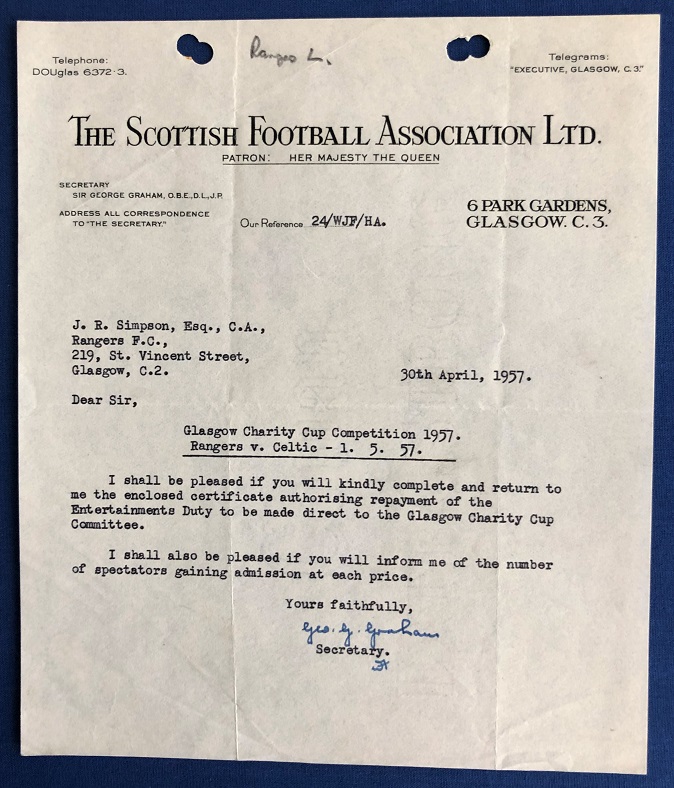 Rangers L.
Telephone:
DOUglas 6372-3.
Telegrams:
"EXECUTIVE, GLASGOW, C.3."
THE SCOTTISH FOOTBALL ASSOCIATION LTD.
PATRON: HER MAJESTY THE QUEEN
SECRETARY
SIR GEORGE GRAHAM, O.B.E., D.L., J.P.
ADDRESS ALL CORRESPONDENCE
TO "THE SECRETARY."
Our Reference 24/WJF/HA.
6 PARK GARDENS,
GLASGOW. C. 3.
J. R. Simpson, Esq., C.A.,
Rangers F.C.,
219, St. Vincent Street,
Glasgow, C.2.
30th April, 1957.
Dear Sir,
Glasgow Charity Cup Competition 1957.
Rangers v. Celtic - 1. 5. 57.
I shall be pleased if you will kindly complete and return to
me the enclosed certificate authorising repayment of the
Entertainments Duty to be made direct to the Glasgow Charity Cup
Committee.
I shall also be pleased if you will inform me of the number
of spectators gaining admission at each price.
Yours faithfully,
Geo. G. Graham
Secretary.